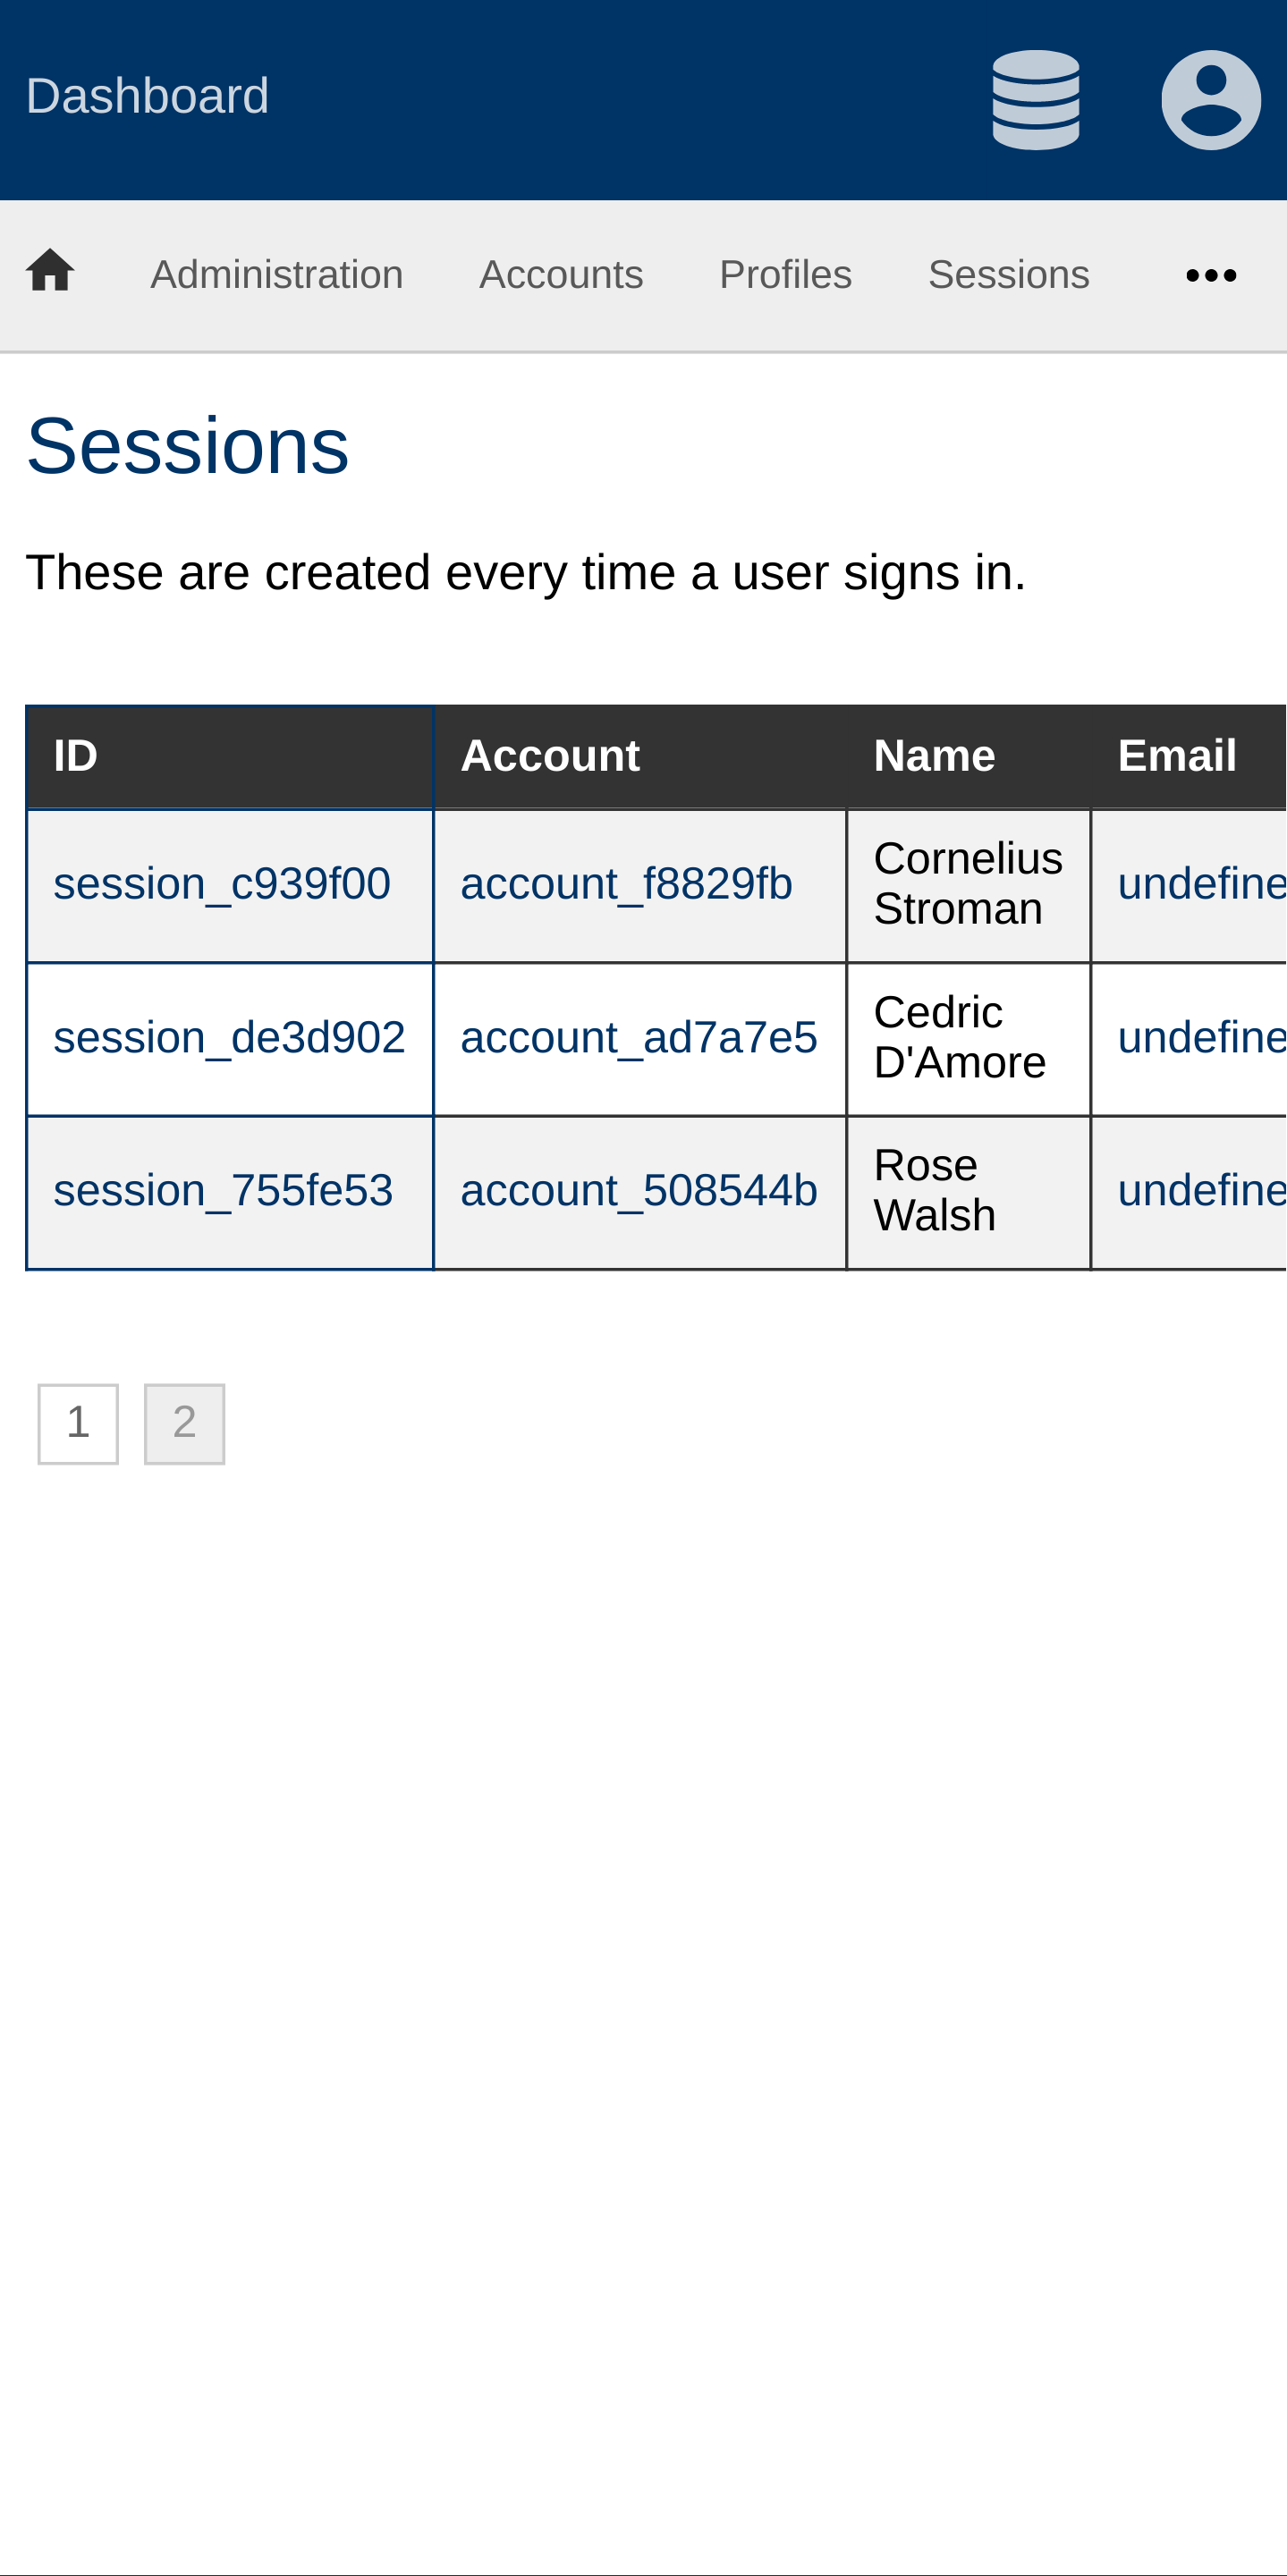 Dashboard
Administration Accounts Profiles Sessions
Sessions
These are created every time a user signs in.
ID Account Name Email
session_c939f00 account_f8829fb Cornelius Stroman undefine
session_de3d902 account_ad7a7e5 Cedric D'Amore undefine
session_755fe53 account_508544b Rose Walsh undefine
1 2